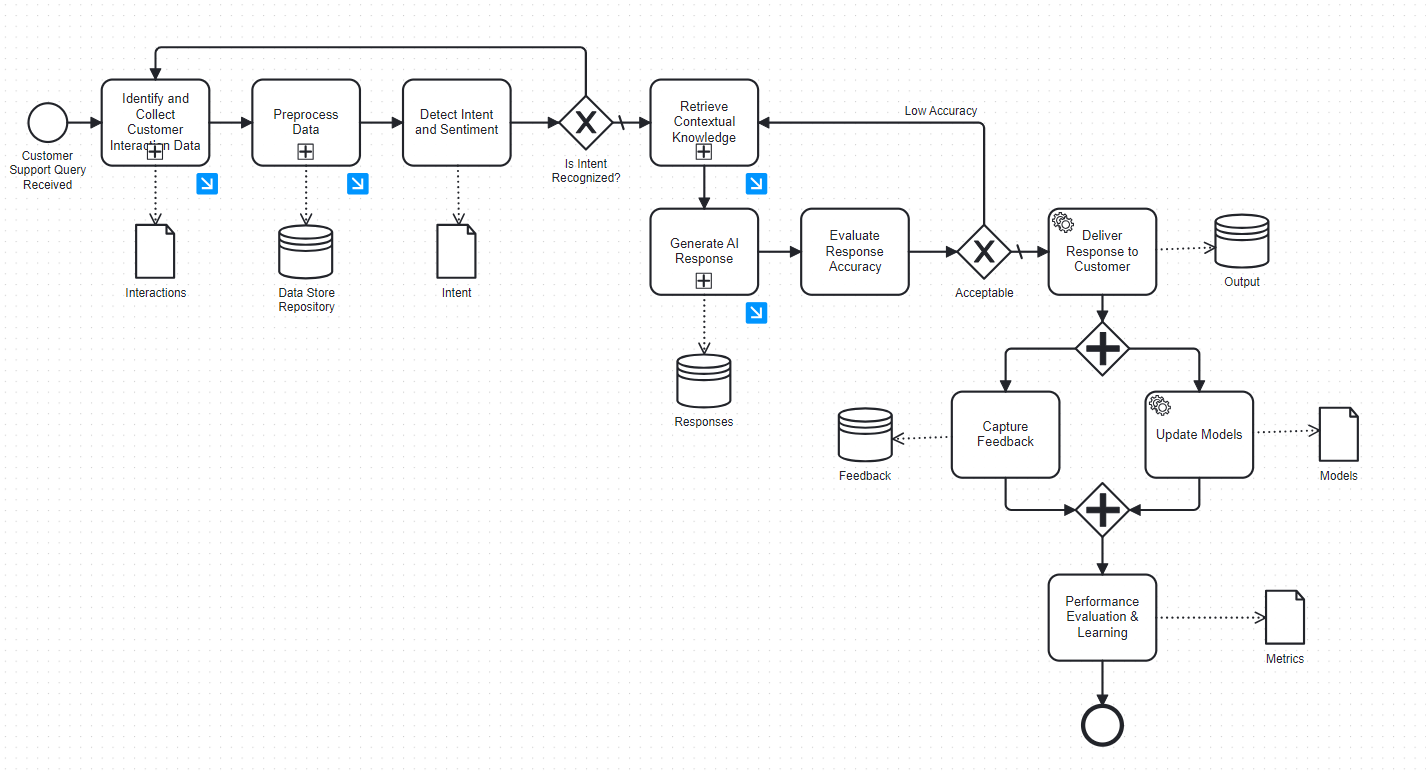 Low Accuracy
Identify and
Collect
Customer
Interaction Data
Preprocess
Data
Detect Intent
and Sentiment
X
Retrieve
Contextual
Knowledge
Customer
Support Query
Received
Is Intent
Recognized?
Interactions
Data Store
Repository
Intent
Generate AI
Response
Evaluate
Response
Accuracy
X
Acceptable
Deliver
Response to
Customer
Output
Responses
Capture
Feedback
Update Models
Feedback
Models
Performance
Evaluation &
Learning
Metrics